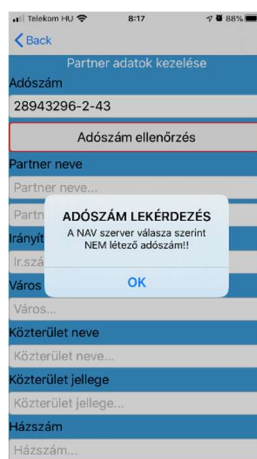 Telekom HU 8:17 88%
Back
Partner adatok kezelése
Adószám
28943296-2-43
Adószám ellenőrzés
Partner neve
Partner neve...
Partn
ADÓSZÁM LEKÉRDEZÉS
A NAV szerver válasza szerint
NEM létező adószám!!
OK
Irányít
Ir.szá
Város
Város...
Közterület neve
Közterület neve...
Közterület jellege
Közterület jellege...
Házszám
Házszám...